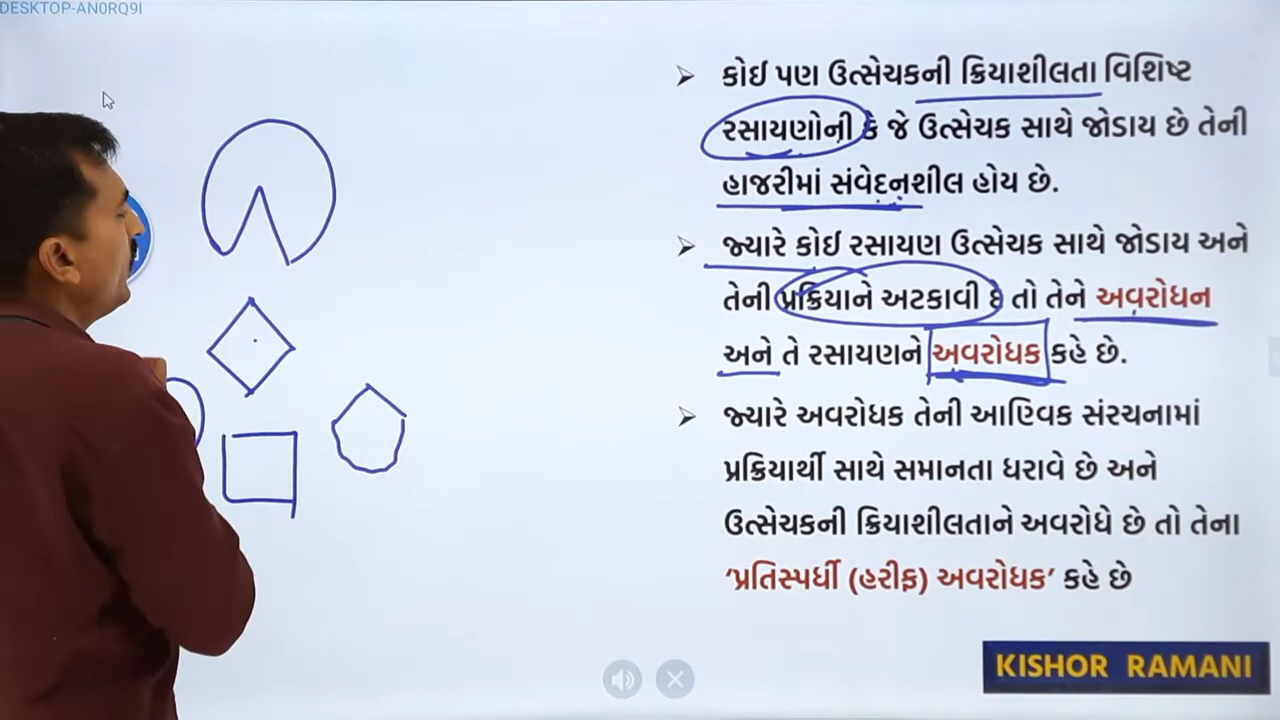 DESKTOP-AN0RQ9I
➢ કોઈ પણ ઉત્સેચકની ક્રિયાશીલતા વિશિષ્ટ
રસાયણોની કે જે ઉત્સેચક સાથે જોડાય છે તેની
હાજરીમાં સંવેદનશીલ હોય છે.
➢ જ્યારે કોઈ રસાયણ ઉત્સેચક સાથે જોડાય અને
તેની પ્રક્રિયાને અટકાવી દે તો તેને અવરોધન
અને તે રસાયણને અવરોધક કહે છે.
➢ જ્યારે અવરોધક તેની આણ્વિક સંરચનામાં
પ્રક્રિયાર્થી સાથે સમાનતા ધરાવે છે અને
ઉત્સેચકની ક્રિયાશીલતાને અવરોધે છે તો તેના
‘પ્રતિસ્પર્ધી (હરીફ) અવરોધક’ કહે છે
KISHOR RAMANI